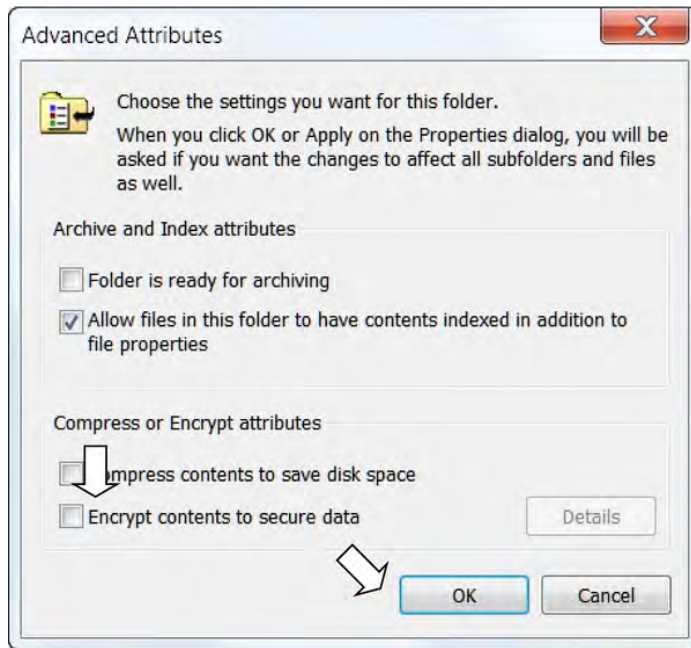 Advanced Attributes
X
Choose the settings you want for this folder.
When you click OK or Apply on the Properties dialog, you will be
asked if you want the changes to affect all subfolders and files
as well.
Archive and Index attributes
Folder is ready for archiving
Allow files in this folder to have contents indexed in addition to
file properties
Compress or Encrypt attributes
ompress contents to save disk space
Encrypt contents to secure data
Details
OK
Cancel